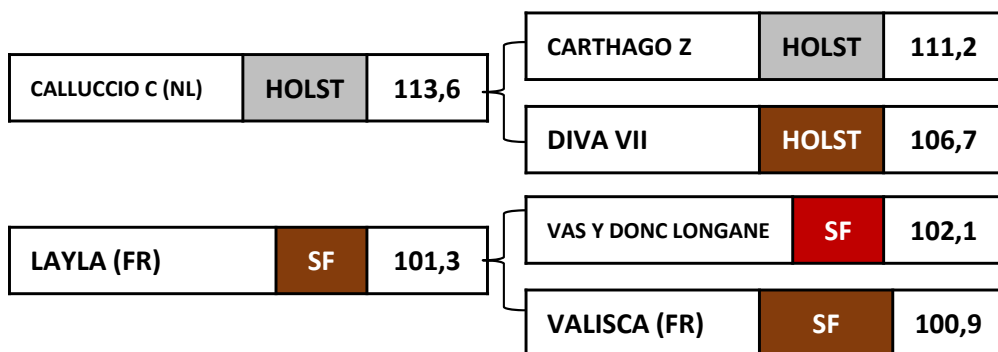 CARTHAGO Z HOLST 111,2
CALLUCCIO C (NL) HOLST 113,6
DIVA VII HOLST 106,7
VAS Y DONC LONGANE SF 102,1
LAYLA (FR) SF 101,3
VALISCA (FR) SF 100,9